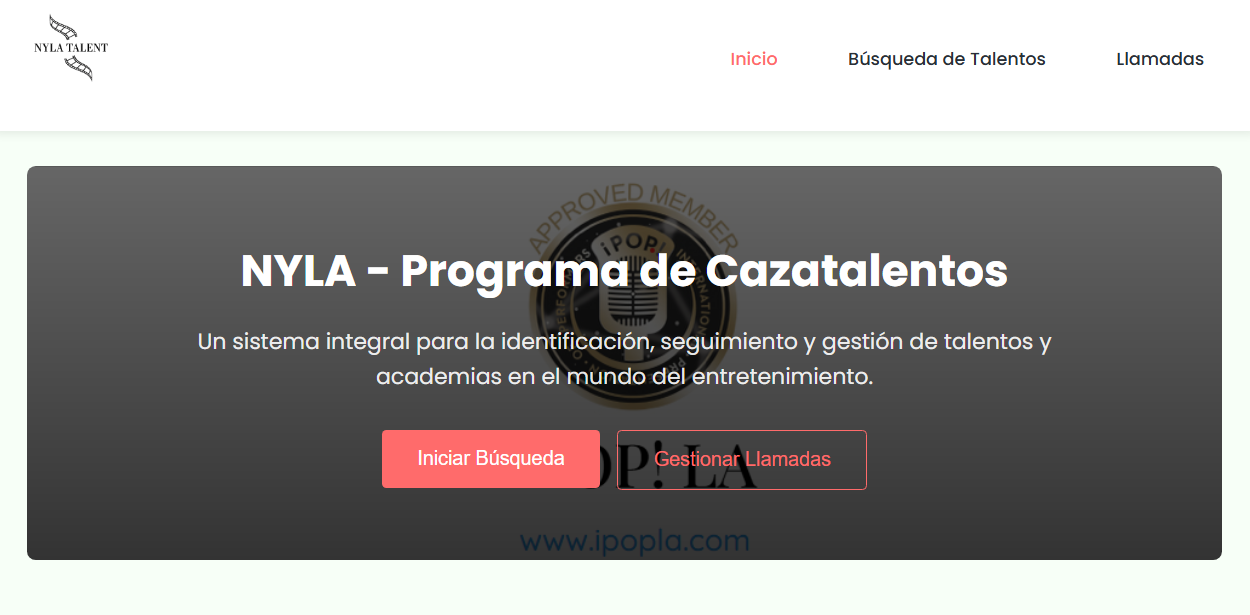 NYLA TALENT
Inicio
Búsqueda de Talentos
Llamadas
APPROVED MEMBER
iPOP!
NYLA - Programa de Cazatalentos
Un sistema integral para la identificación, seguimiento y gestión de talentos y
academias en el mundo del entretenimiento.
Iniciar Búsqueda
Gestionar Llamadas
OP! LA
www.ipopla.com